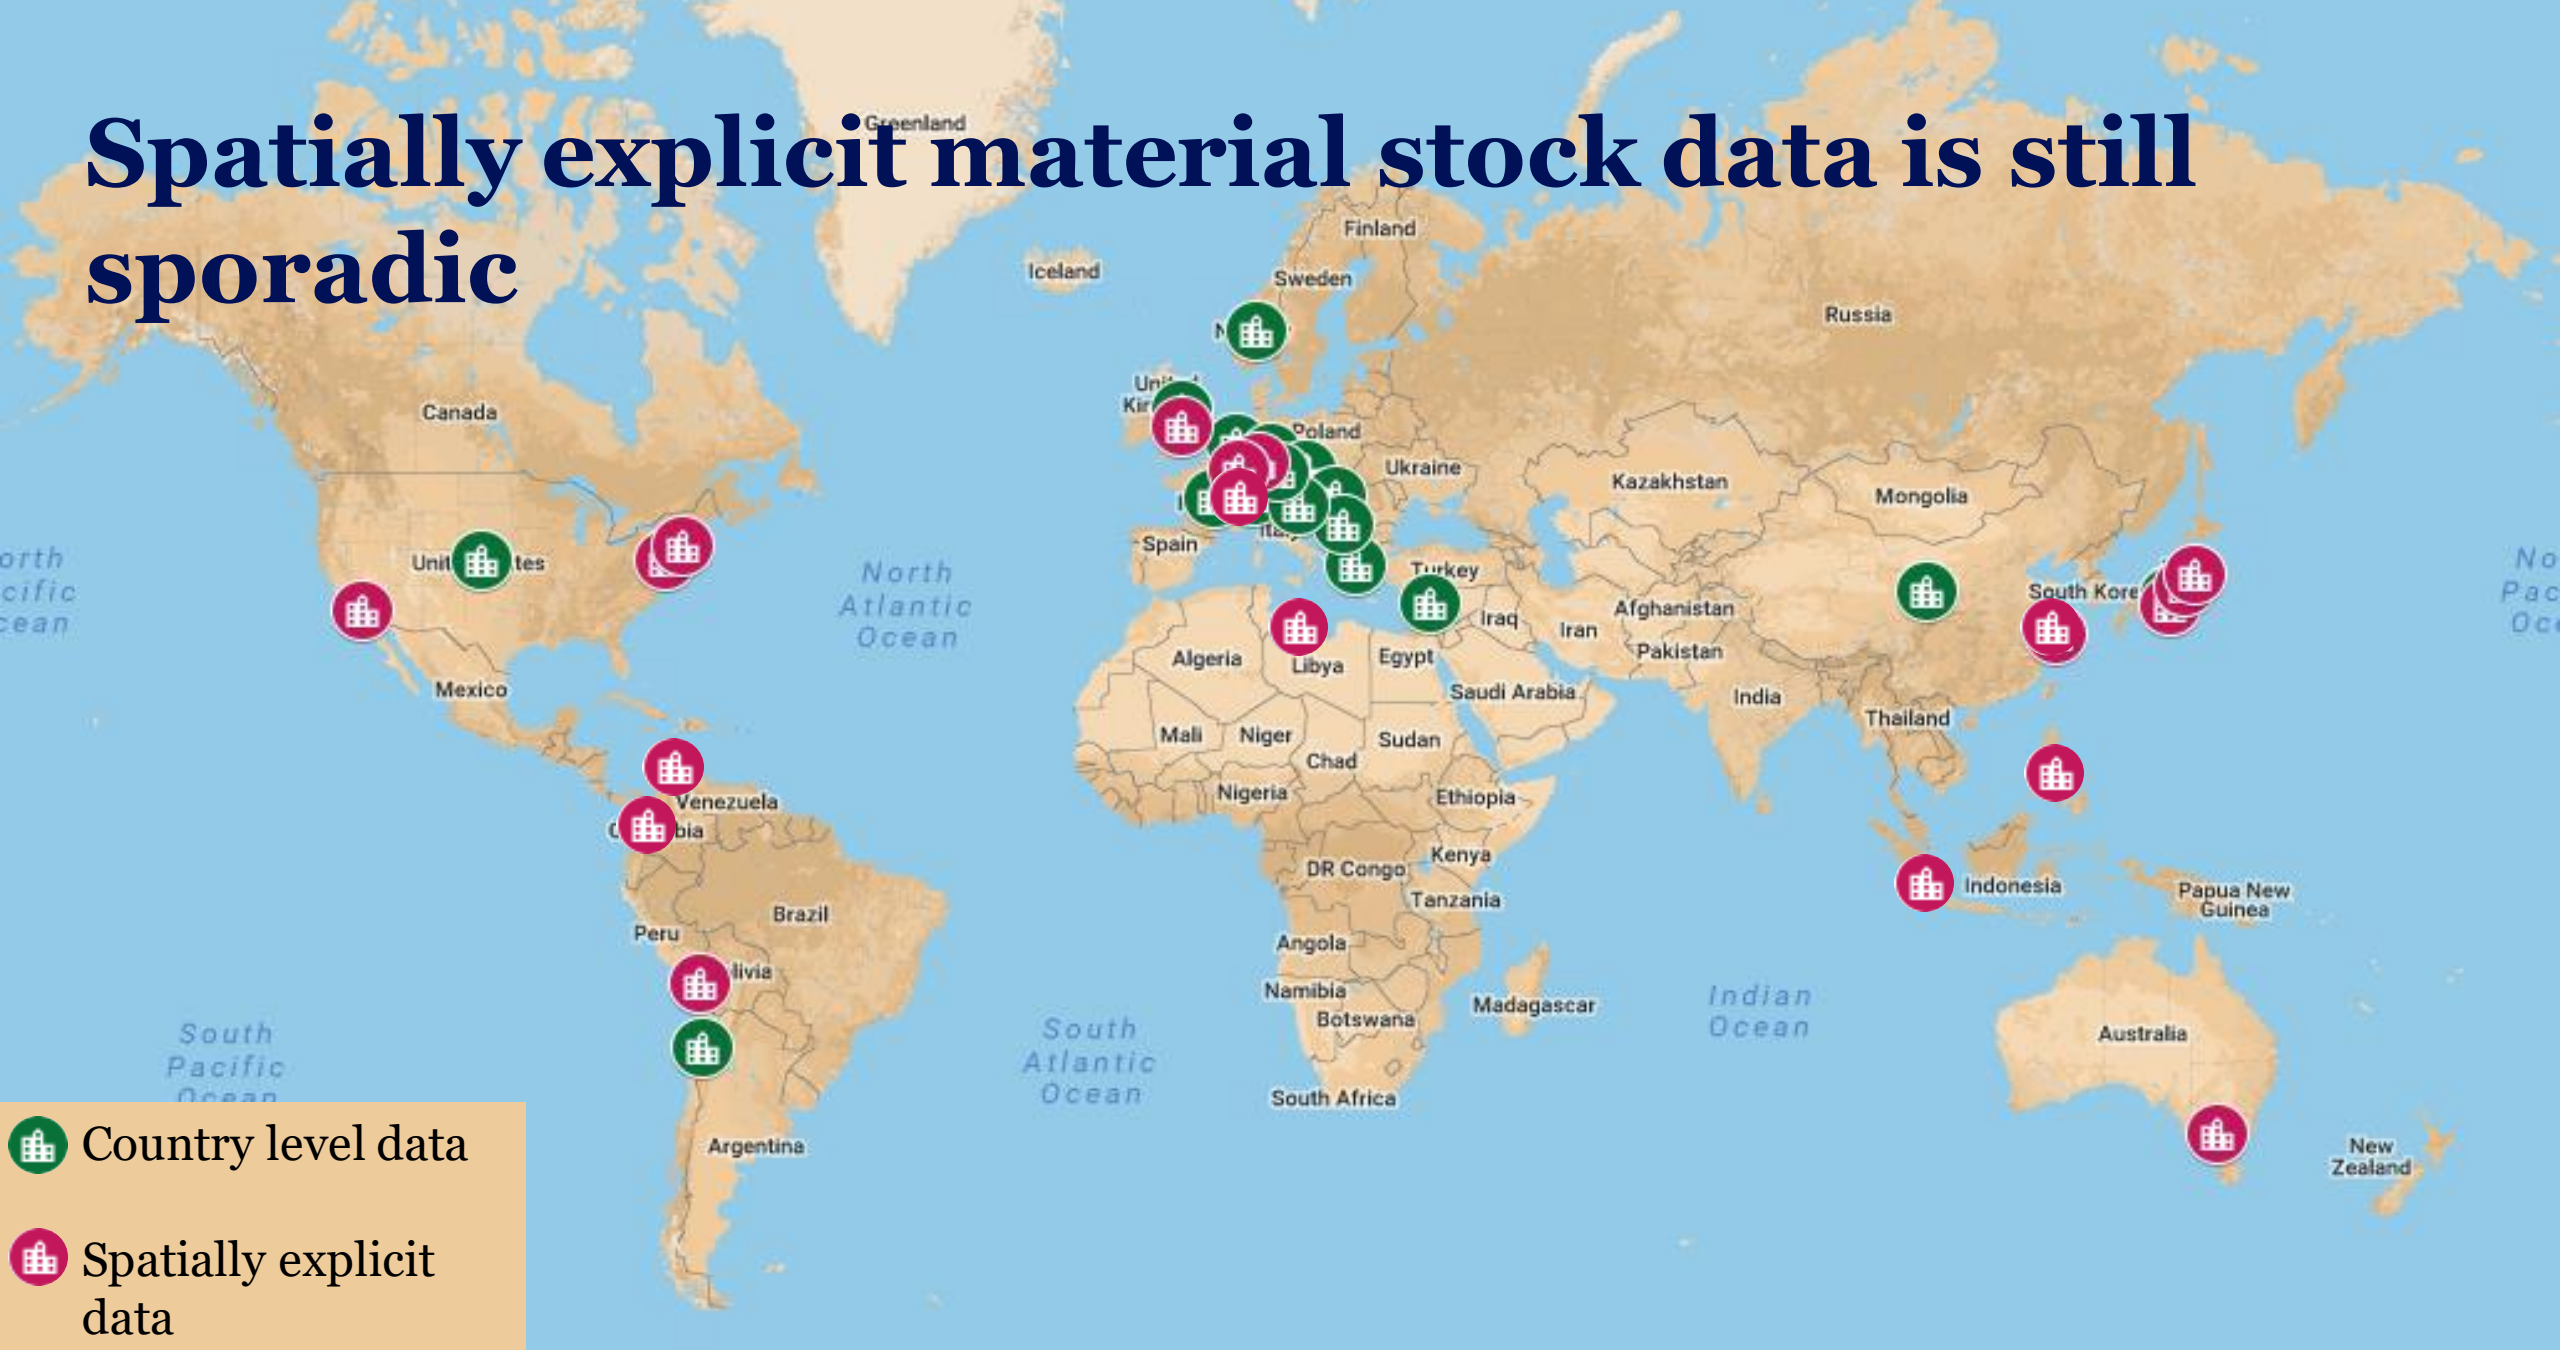 Spatially explicit material stock data is still
sporadic
Greenland
Finland
Iceland
Sweden
Russia
Canada
Poland
Ukraine
Kazakhstan
Mongolia
Spain
North
Atlantic
Ocean
Turkey
South Kore
Afghanistan
Iraq
Iran
Pakistan
Algeria
Libya
Egypt
Saudi Arabia
India
Thailand
Mexico
Mali
Niger
Sudan
Chad
Nigeria
Ethiopia
Venezuela
Kenya
DR Congo
Tanzania
Indonesia
Papua New
Guinea
Brazil
Peru
Angola
Namibia
Madagascar
Botswana
Indian
Ocean
Australia
South
Pacific
Ocean
South
Atlantic
Ocean
South Africa
Argentina
New
Zealand
Country level data
Spatially explicit
data